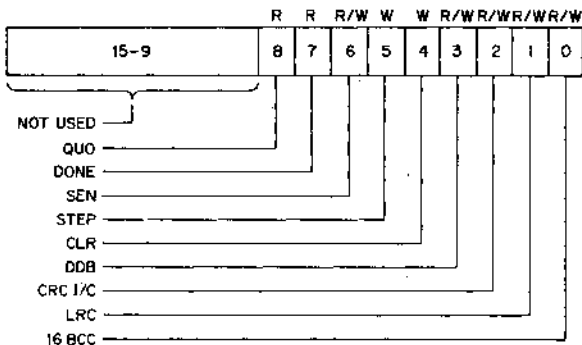 R R R/W W W R/W R/W R/W R/W
15-9 8 7 6 5 4 3 2 1 0
NOT USED
QUO
DONE
SEN
STEP
CLR
DDB
CRC I/C
LRC
16 BCC